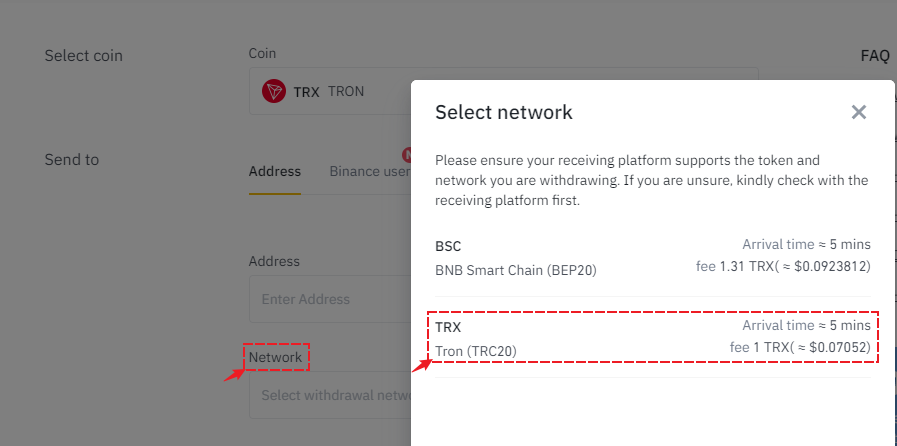 Select coin
Coin
FAQ
TRX TRON
Select network
Send to
Address
Binance user
Please ensure your receiving platform supports the token and
network you are withdrawing. If you are unsure, kindly check with the
receiving platform first.
BSC
Arrival time ≈ 5 mins
BNB Smart Chain (BEP20)
fee 1.31 TRX( ≈ $0.0923812)
Address
Enter Address
TRX
Arrival time ≈ 5 mins
Tron (TRC20)
fee 1 TRX( ≈ $0.07052)
Network
Select withdrawal netwo